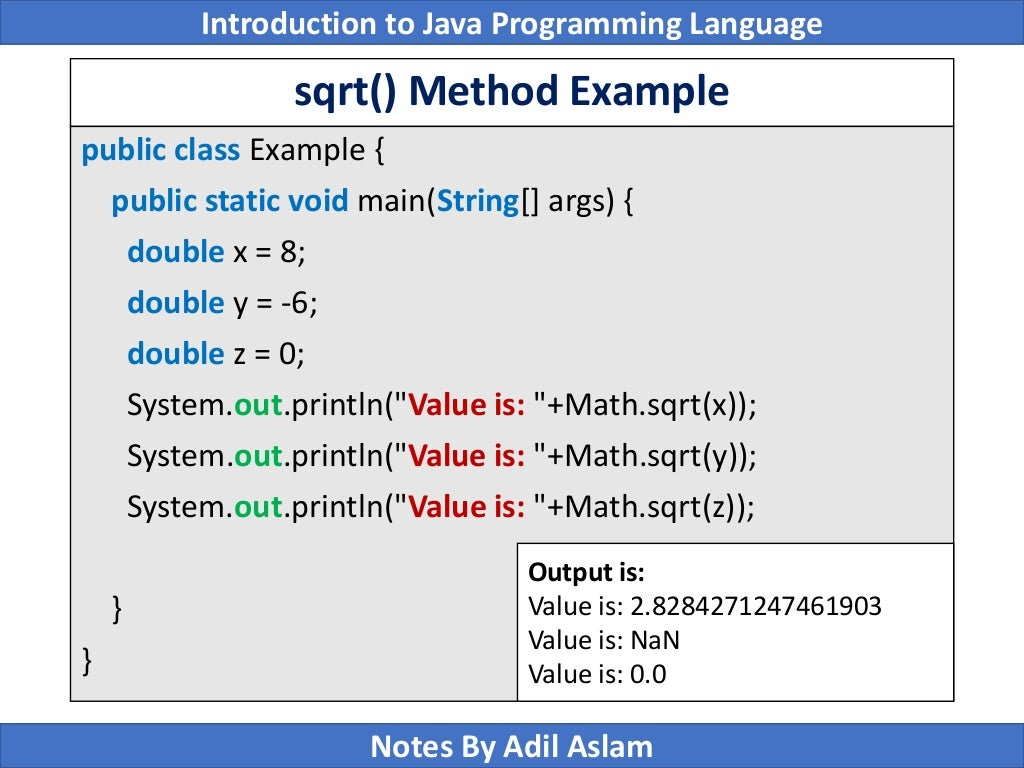 Introduction to Java Programming Language
sqrt() Method Example
public class Example {
public static void main(String[] args) {
double x = 8;
double y = -6;
double z = 0;
System.out.println("Value is: "+Math.sqrt(x));
System.out.println("Value is: "+Math.sqrt(y));
System.out.println("Value is: "+Math.sqrt(z));
}
}
Output is:
Value is: 2.8284271247461903
Value is: NaN
Value is: 0.0
Notes By Adil Aslam